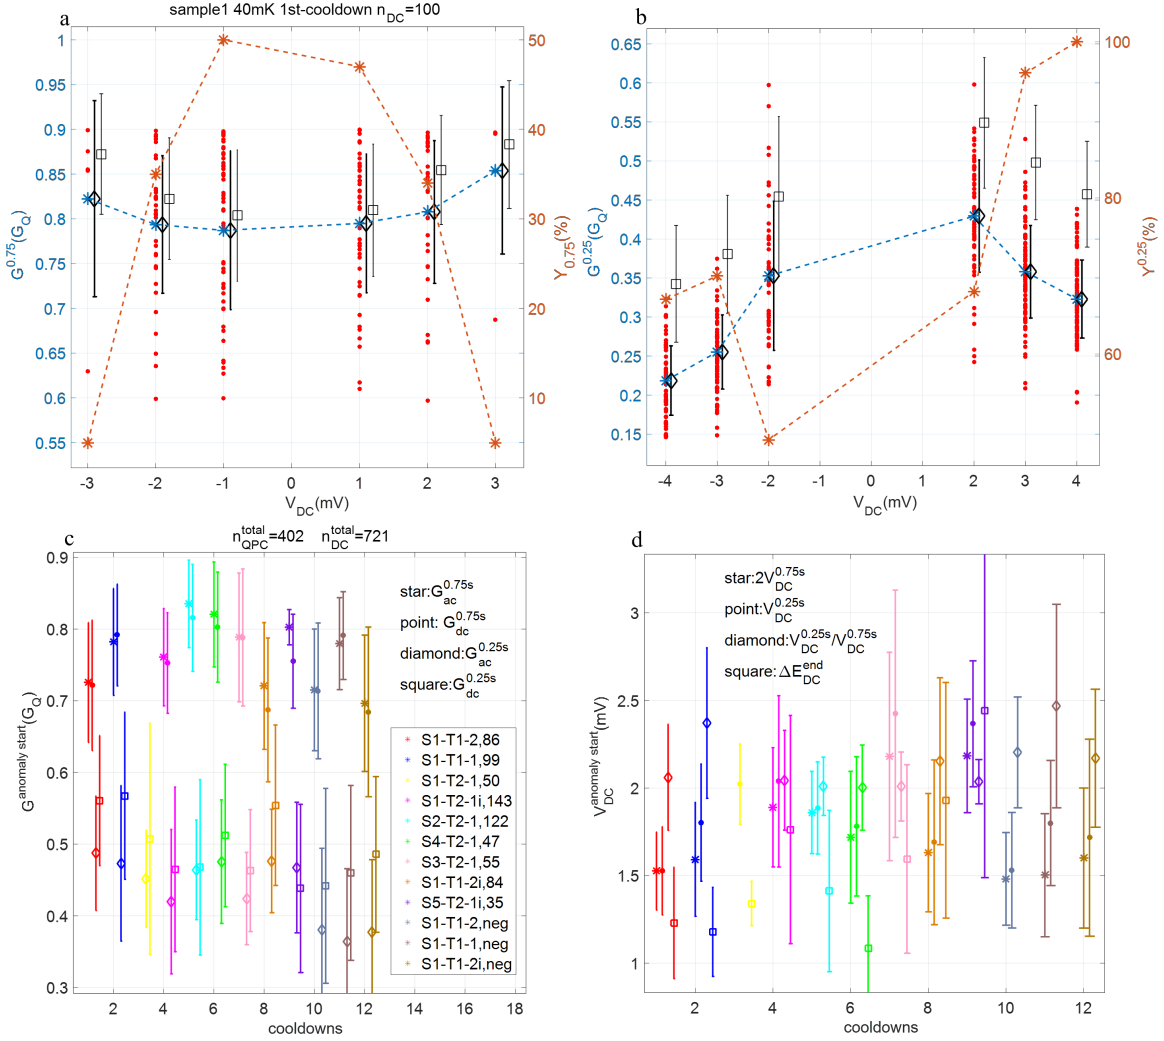 a
sample1 40mK 1st-cooldown n_DC=100
1
0.95
0.9
0.85
0.8
0.75
0.7
0.65
0.6
0.55
G^0.75(G_Q)
50
40
30
20
10
Y_0.75(%)
-3 -2 -1 0 1 2 3
V_DC(mV)
b
0.65
0.6
0.55
0.5
0.45
0.4
0.35
0.3
0.25
0.2
0.15
G^0.25(G_Q)
100
80
60
Y^0.25(%)
-4 -3 -2 -1 0 1 2 3 4
V_DC(mV)
c
n_QPC^total=402 n_DC^total=721
0.9
0.8
0.7
0.6
0.5
0.4
0.3
G^anomaly start(G_Q)
star:G_ac^0.75s
point: G_dc^0.75s
diamond:G_ac^0.25s
square:G_dc^0.25s
S1-T1-2,86
S1-T1-1,99
S1-T2-1,50
S1-T2-1i,143
S2-T2-1,122
S4-T2-1,47
S3-T2-1,55
S1-T1-2i,84
S5-T2-1i,35
S1-T1-2,neg
S1-T1-1,neg
S1-T1-2i,neg
2 4 6 8 10 12 14 16 18
cooldowns
d
star:2V_DC^0.75s
point:V_DC^0.25s
diamond:V_DC^0.25s/V_DC^0.75s
square:ΔE_DC^end
3
2.5
2
1.5
1
V_DC^anomaly start(mV)
2 4 6 8 10 12
cooldowns